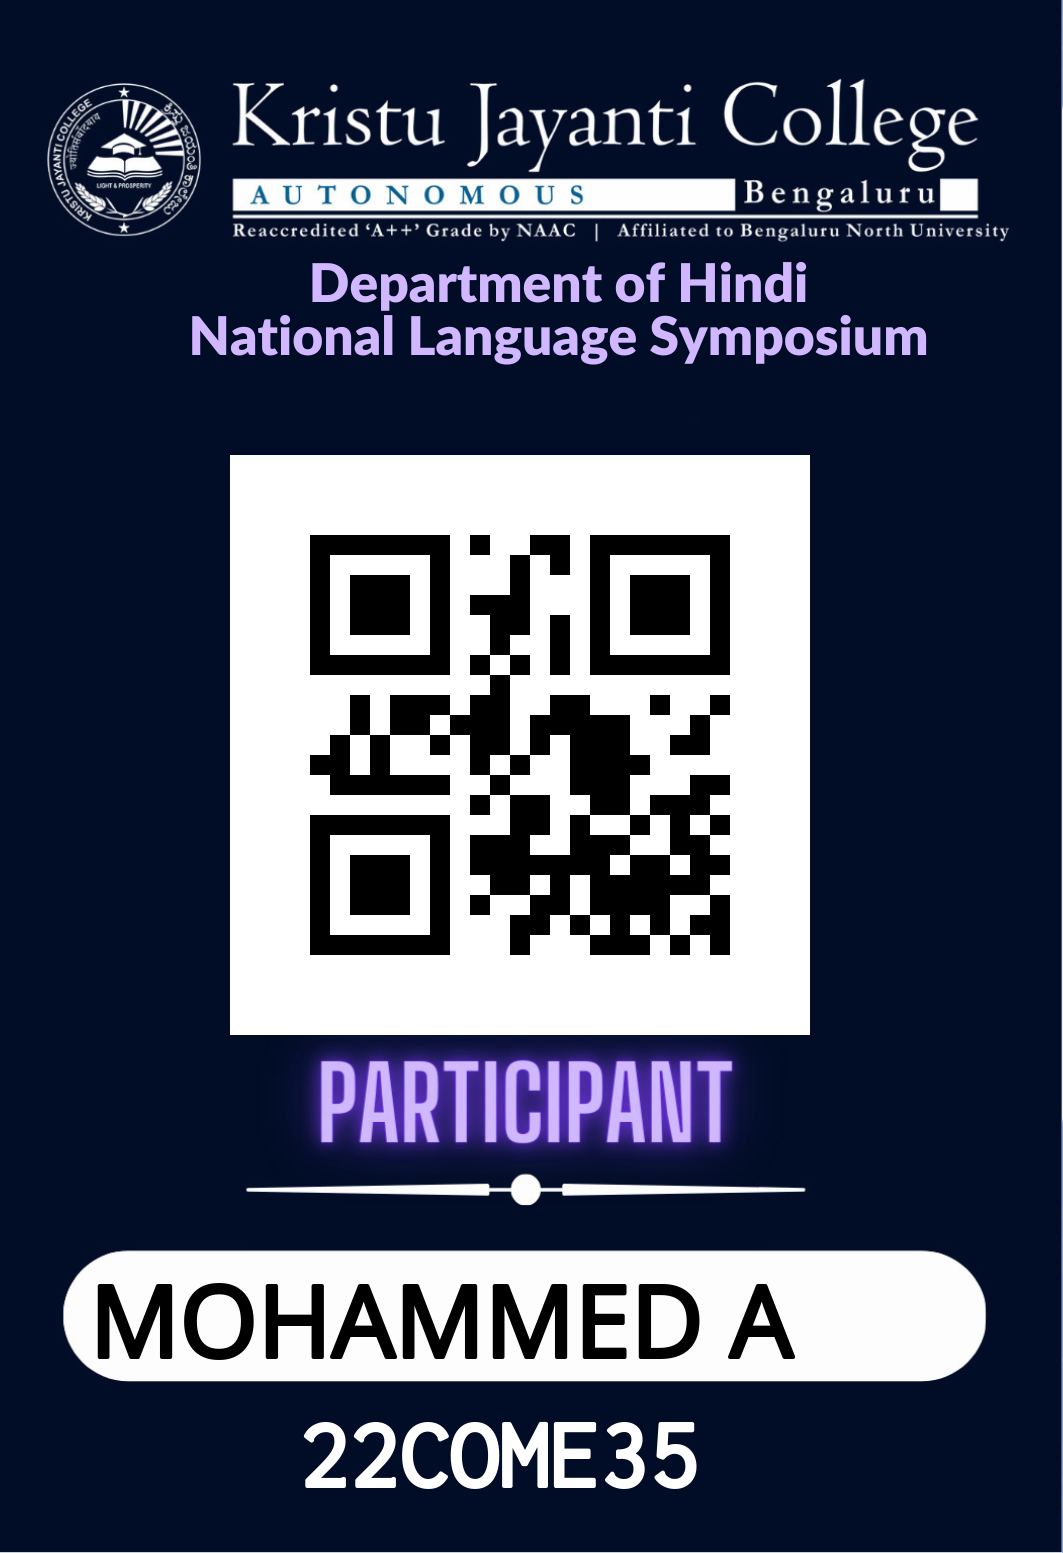 Kristu Jayanti College
AUTONOMOUS Bengaluru
Reaccredited ‘A++’ Grade by NAAC | Affiliated to Bengaluru North University
KRISTU JAYANTI COLLEGE
LIGHT & PROSPERITY
Department of Hindi
National Language Symposium
PARTICIPANT
MOHAMMED A
22COME35